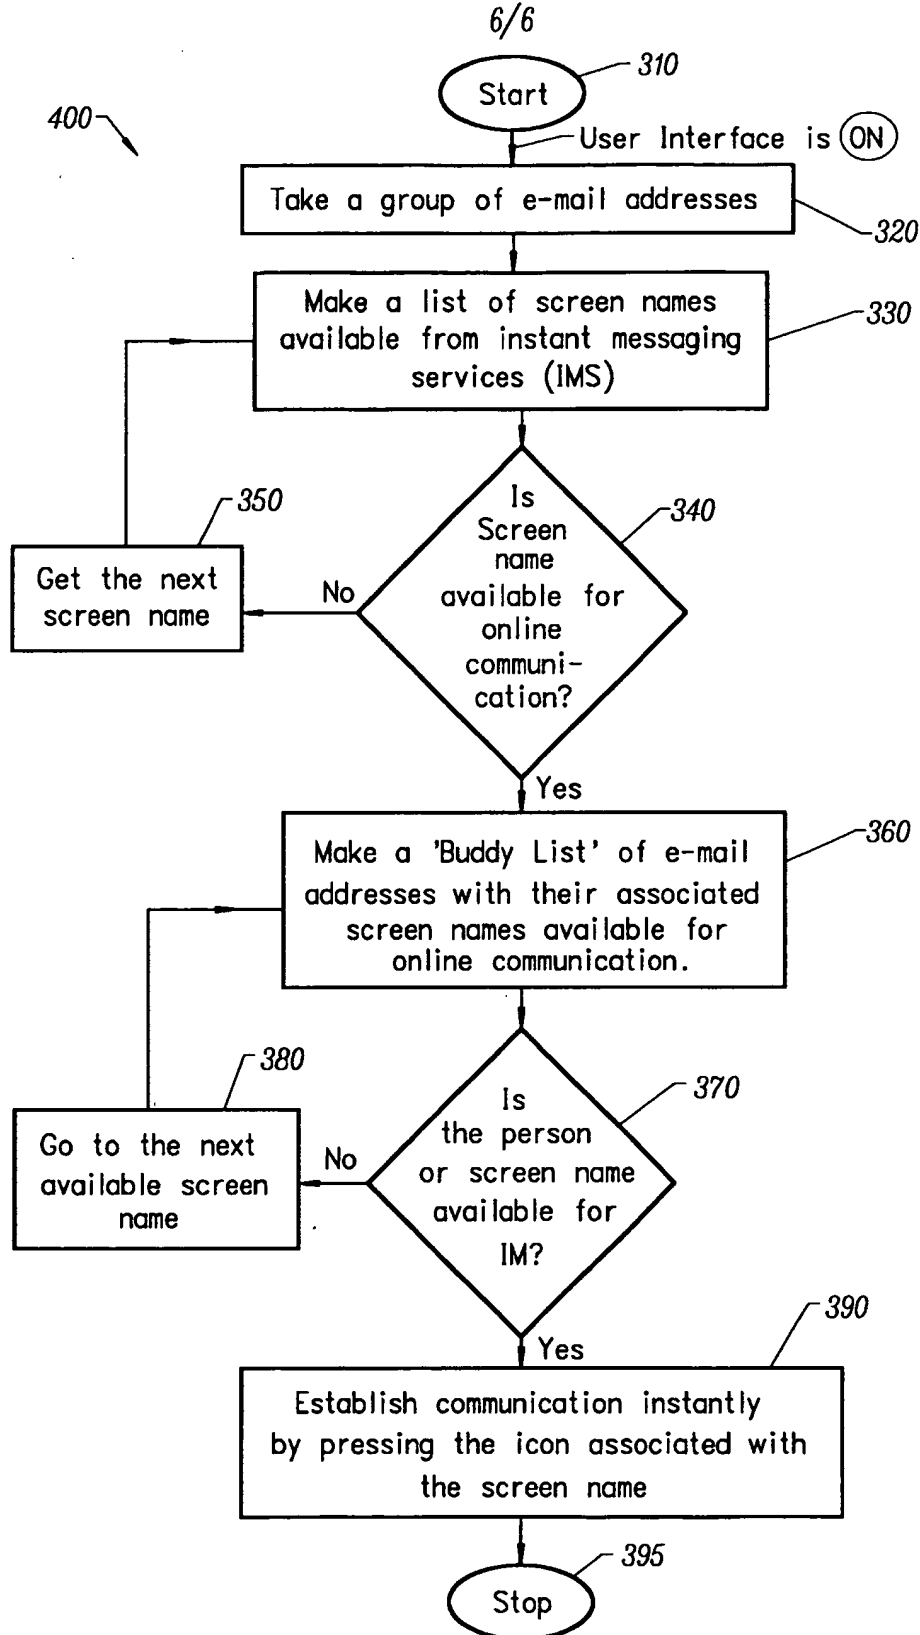 6/6
Start
310
400
User Interface is ON
Take a group of e-mail addresses
320
Make a list of screen names
available from instant messaging
services (IMS)
330
350
Get the next
screen name
No
Is
Screen
name
available for
online
communi-
cation?
340
Yes
Make a 'Buddy List' of e-mail
addresses with their associated
screen names available for
online communication.
360
380
Go to the next
available screen
name
No
Is
the person
or screen name
available for
IM?
370
Yes
390
Establish communication instantly
by pressing the icon associated with
the screen name
395
Stop